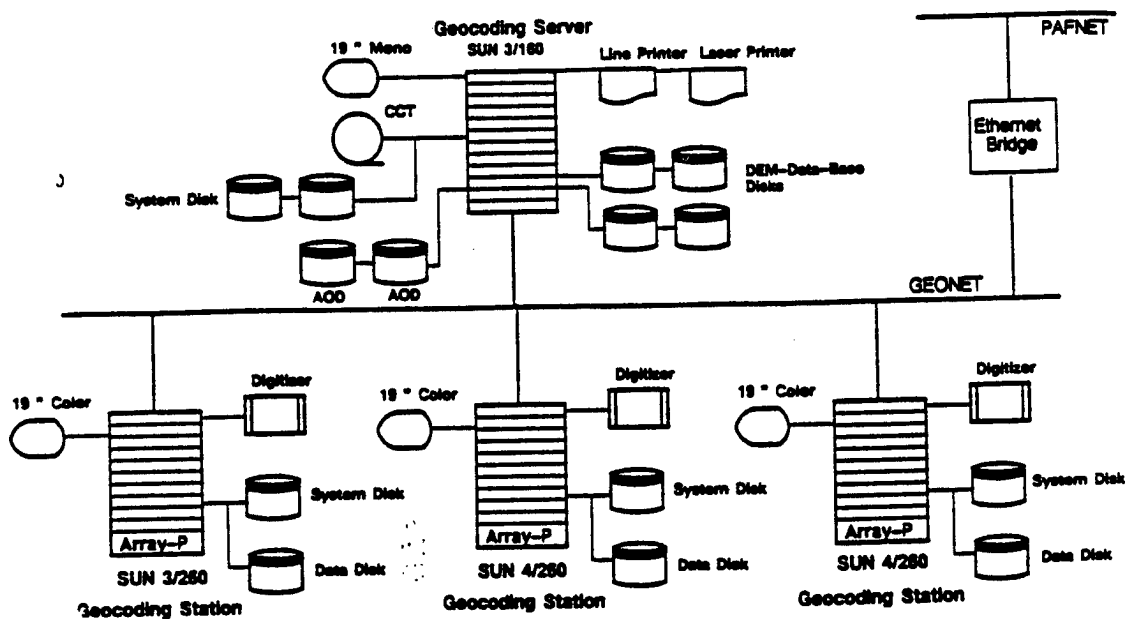 Geocoding Server
SUN 3/160
19 " Mono
Line Printer
Laser Printer
PAFNET
CCT
Ethernet
Bridge
System Disk
DEM-Data-Base
Disks
AOD
AOD
GEONET
19 " Color
Digitizer
System Disk
Array-P
Data Disk
SUN 3/260
Geocoding Station
19 " Color
Digitizer
System Disk
Array-P
Data Disk
SUN 4/260
Geocoding Station
19 " Color
Digitizer
System Disk
Array-P
Data Disk
SUN 4/260
Geocoding Station